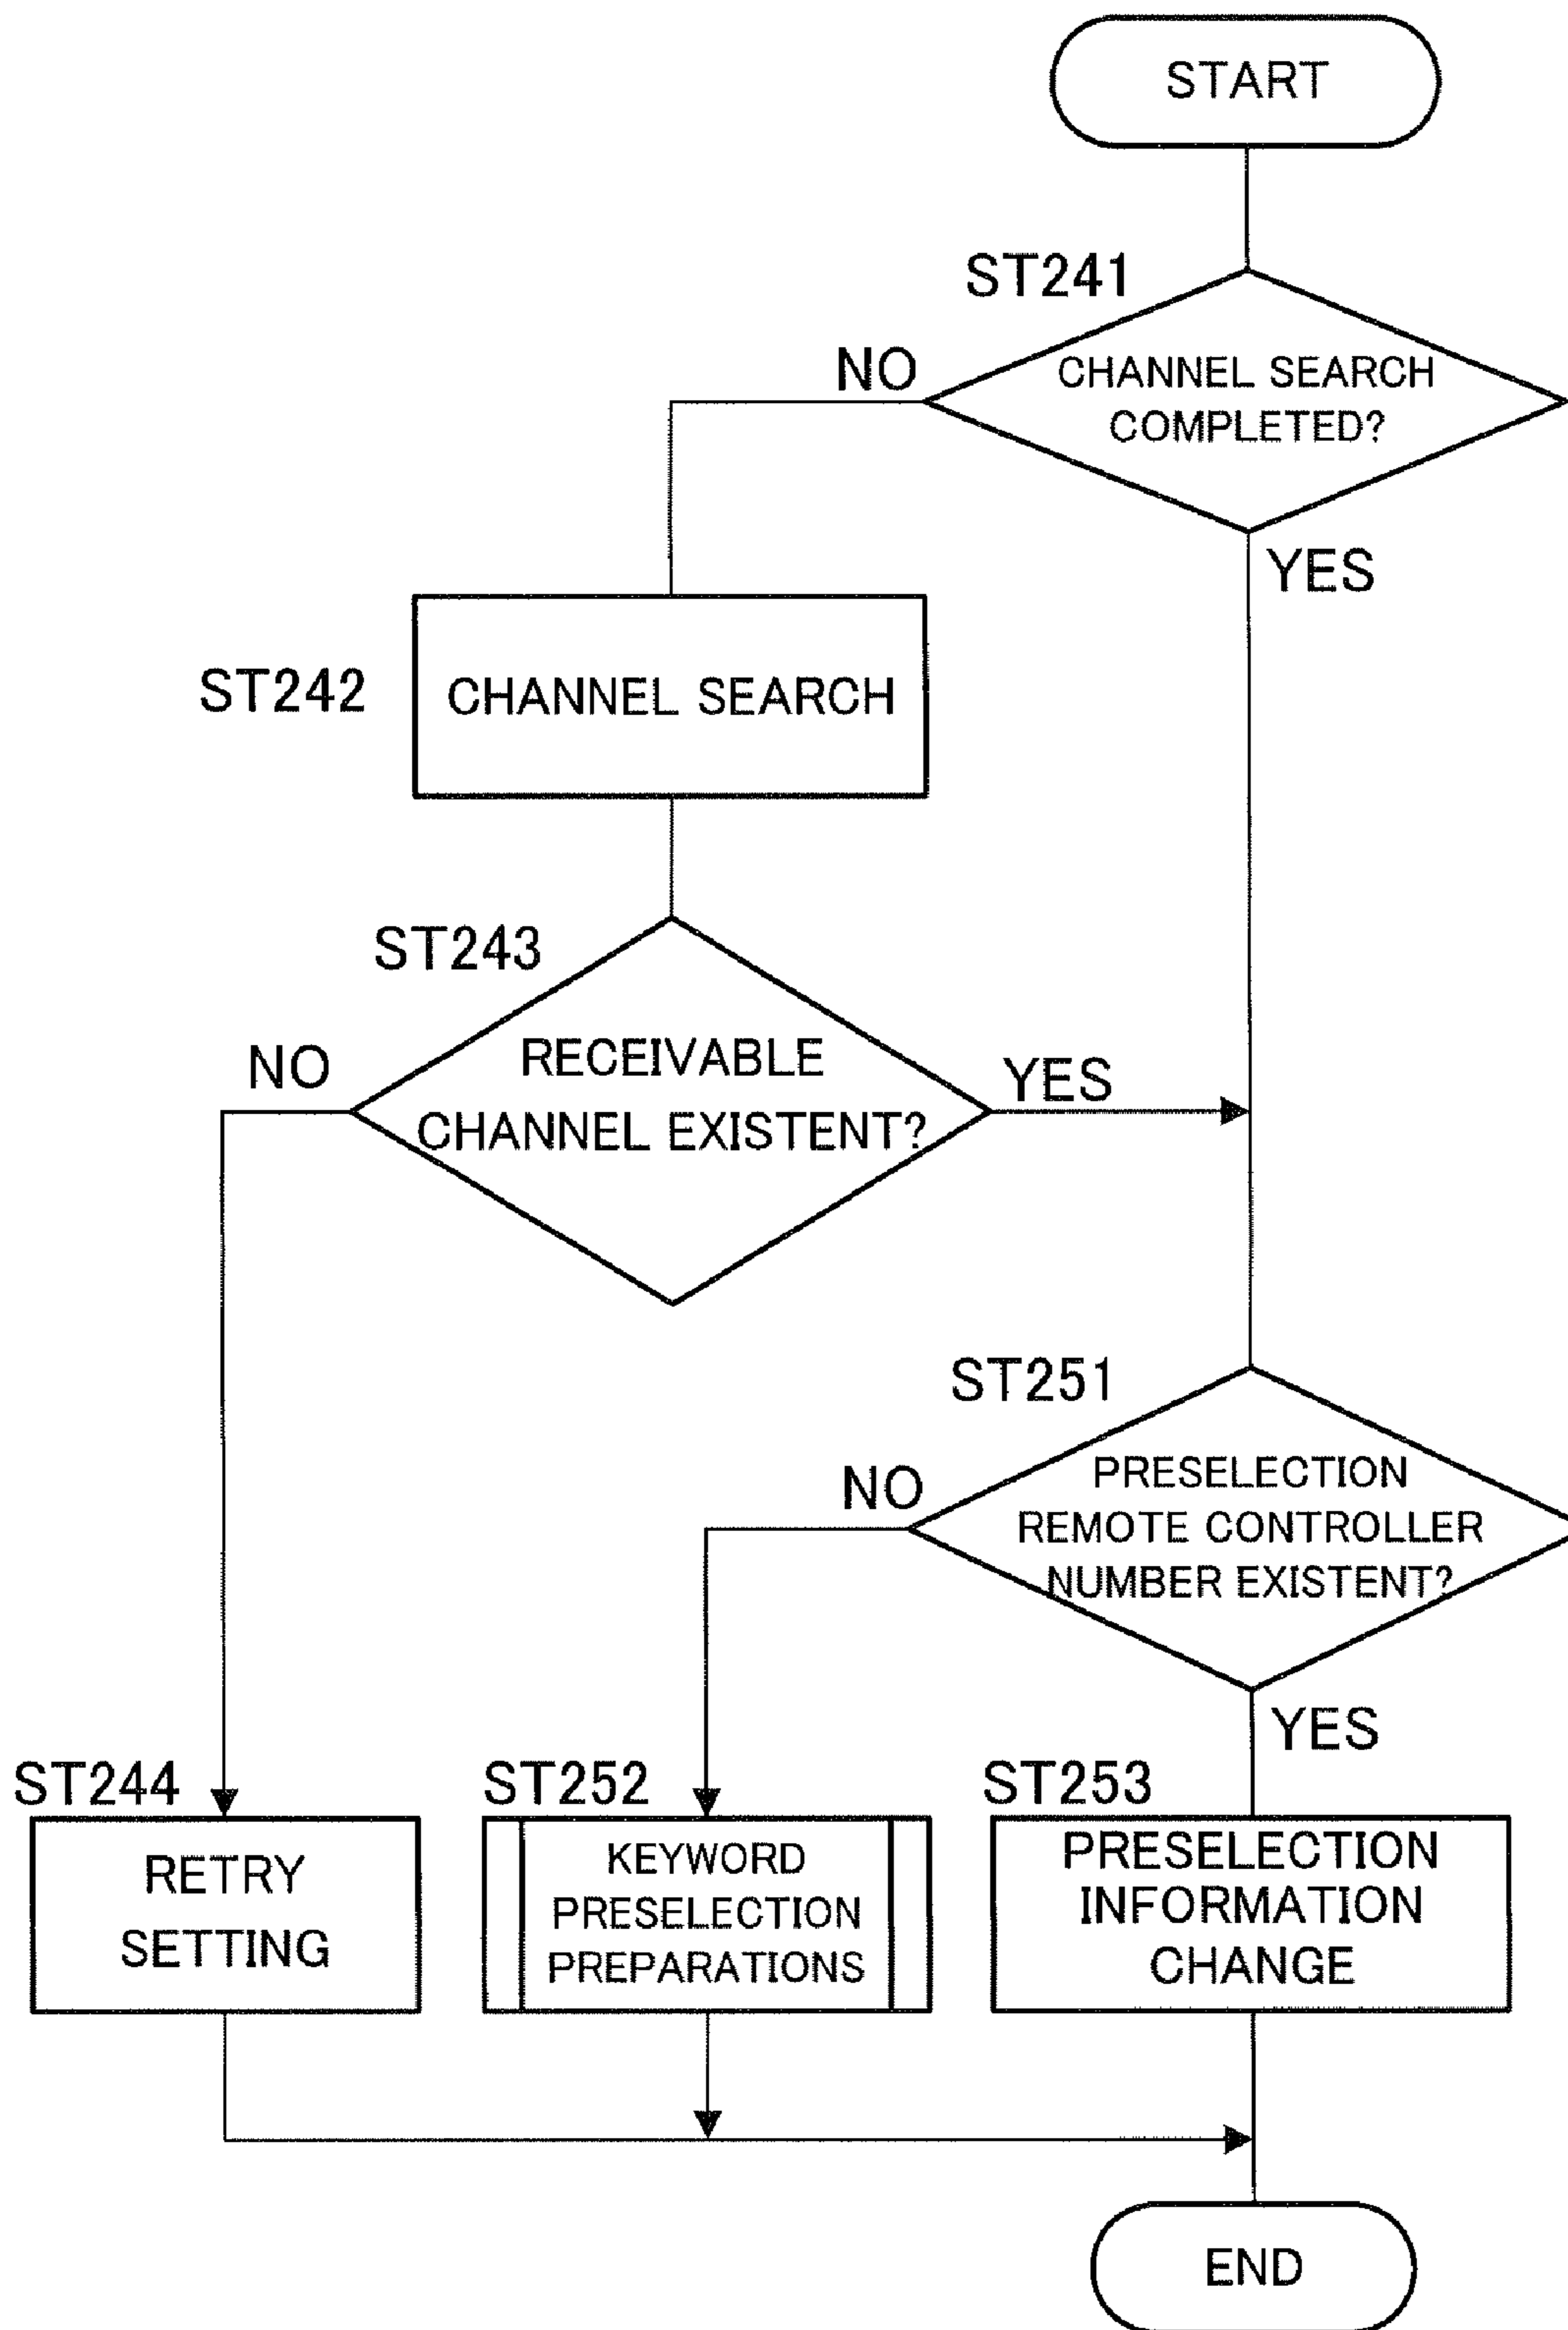 START
ST241
NO
CHANNEL SEARCH
COMPLETED?
YES
ST242
CHANNEL SEARCH
ST243
NO
RECEIVABLE
CHANNEL EXISTENT?
YES
ST251
NO
PRESELECTION
REMOTE CONTROLLER
NUMBER EXISTENT?
YES
ST244
RETRY
SETTING
ST252
KEYWORD
PRESELECTION
PREPARATIONS
ST253
PRESELECTION
INFORMATION
CHANGE
END